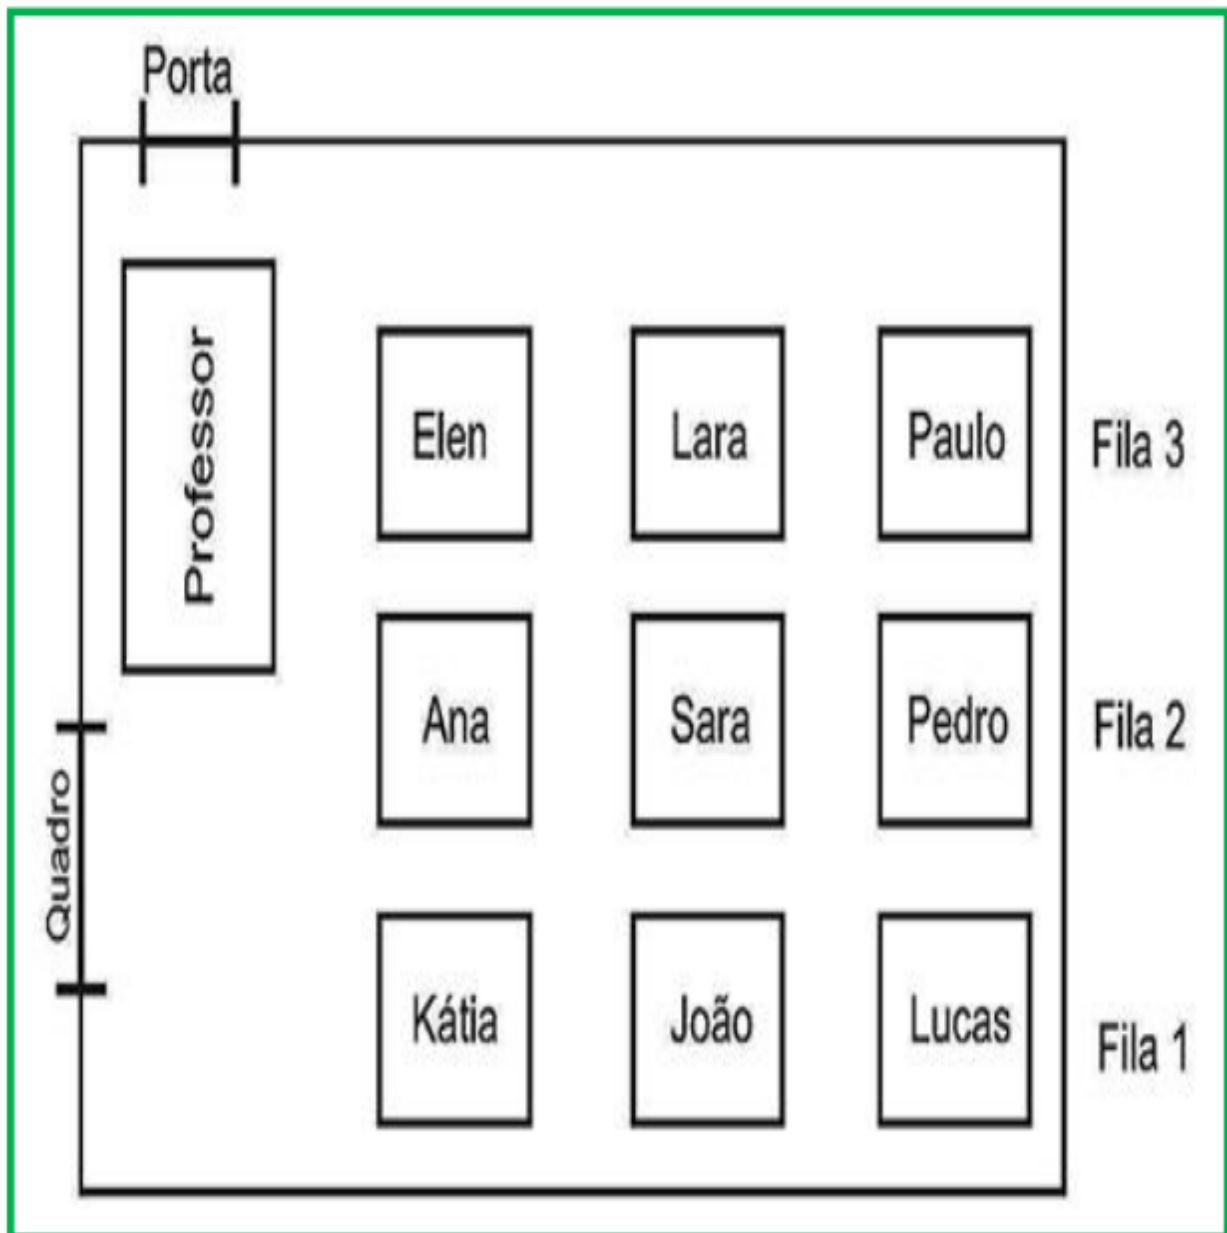 Porta
Professor
Elen Lara Paulo Fila 3
Ana Sara Pedro Fila 2
Quadro
Kátia João Lucas Fila 1